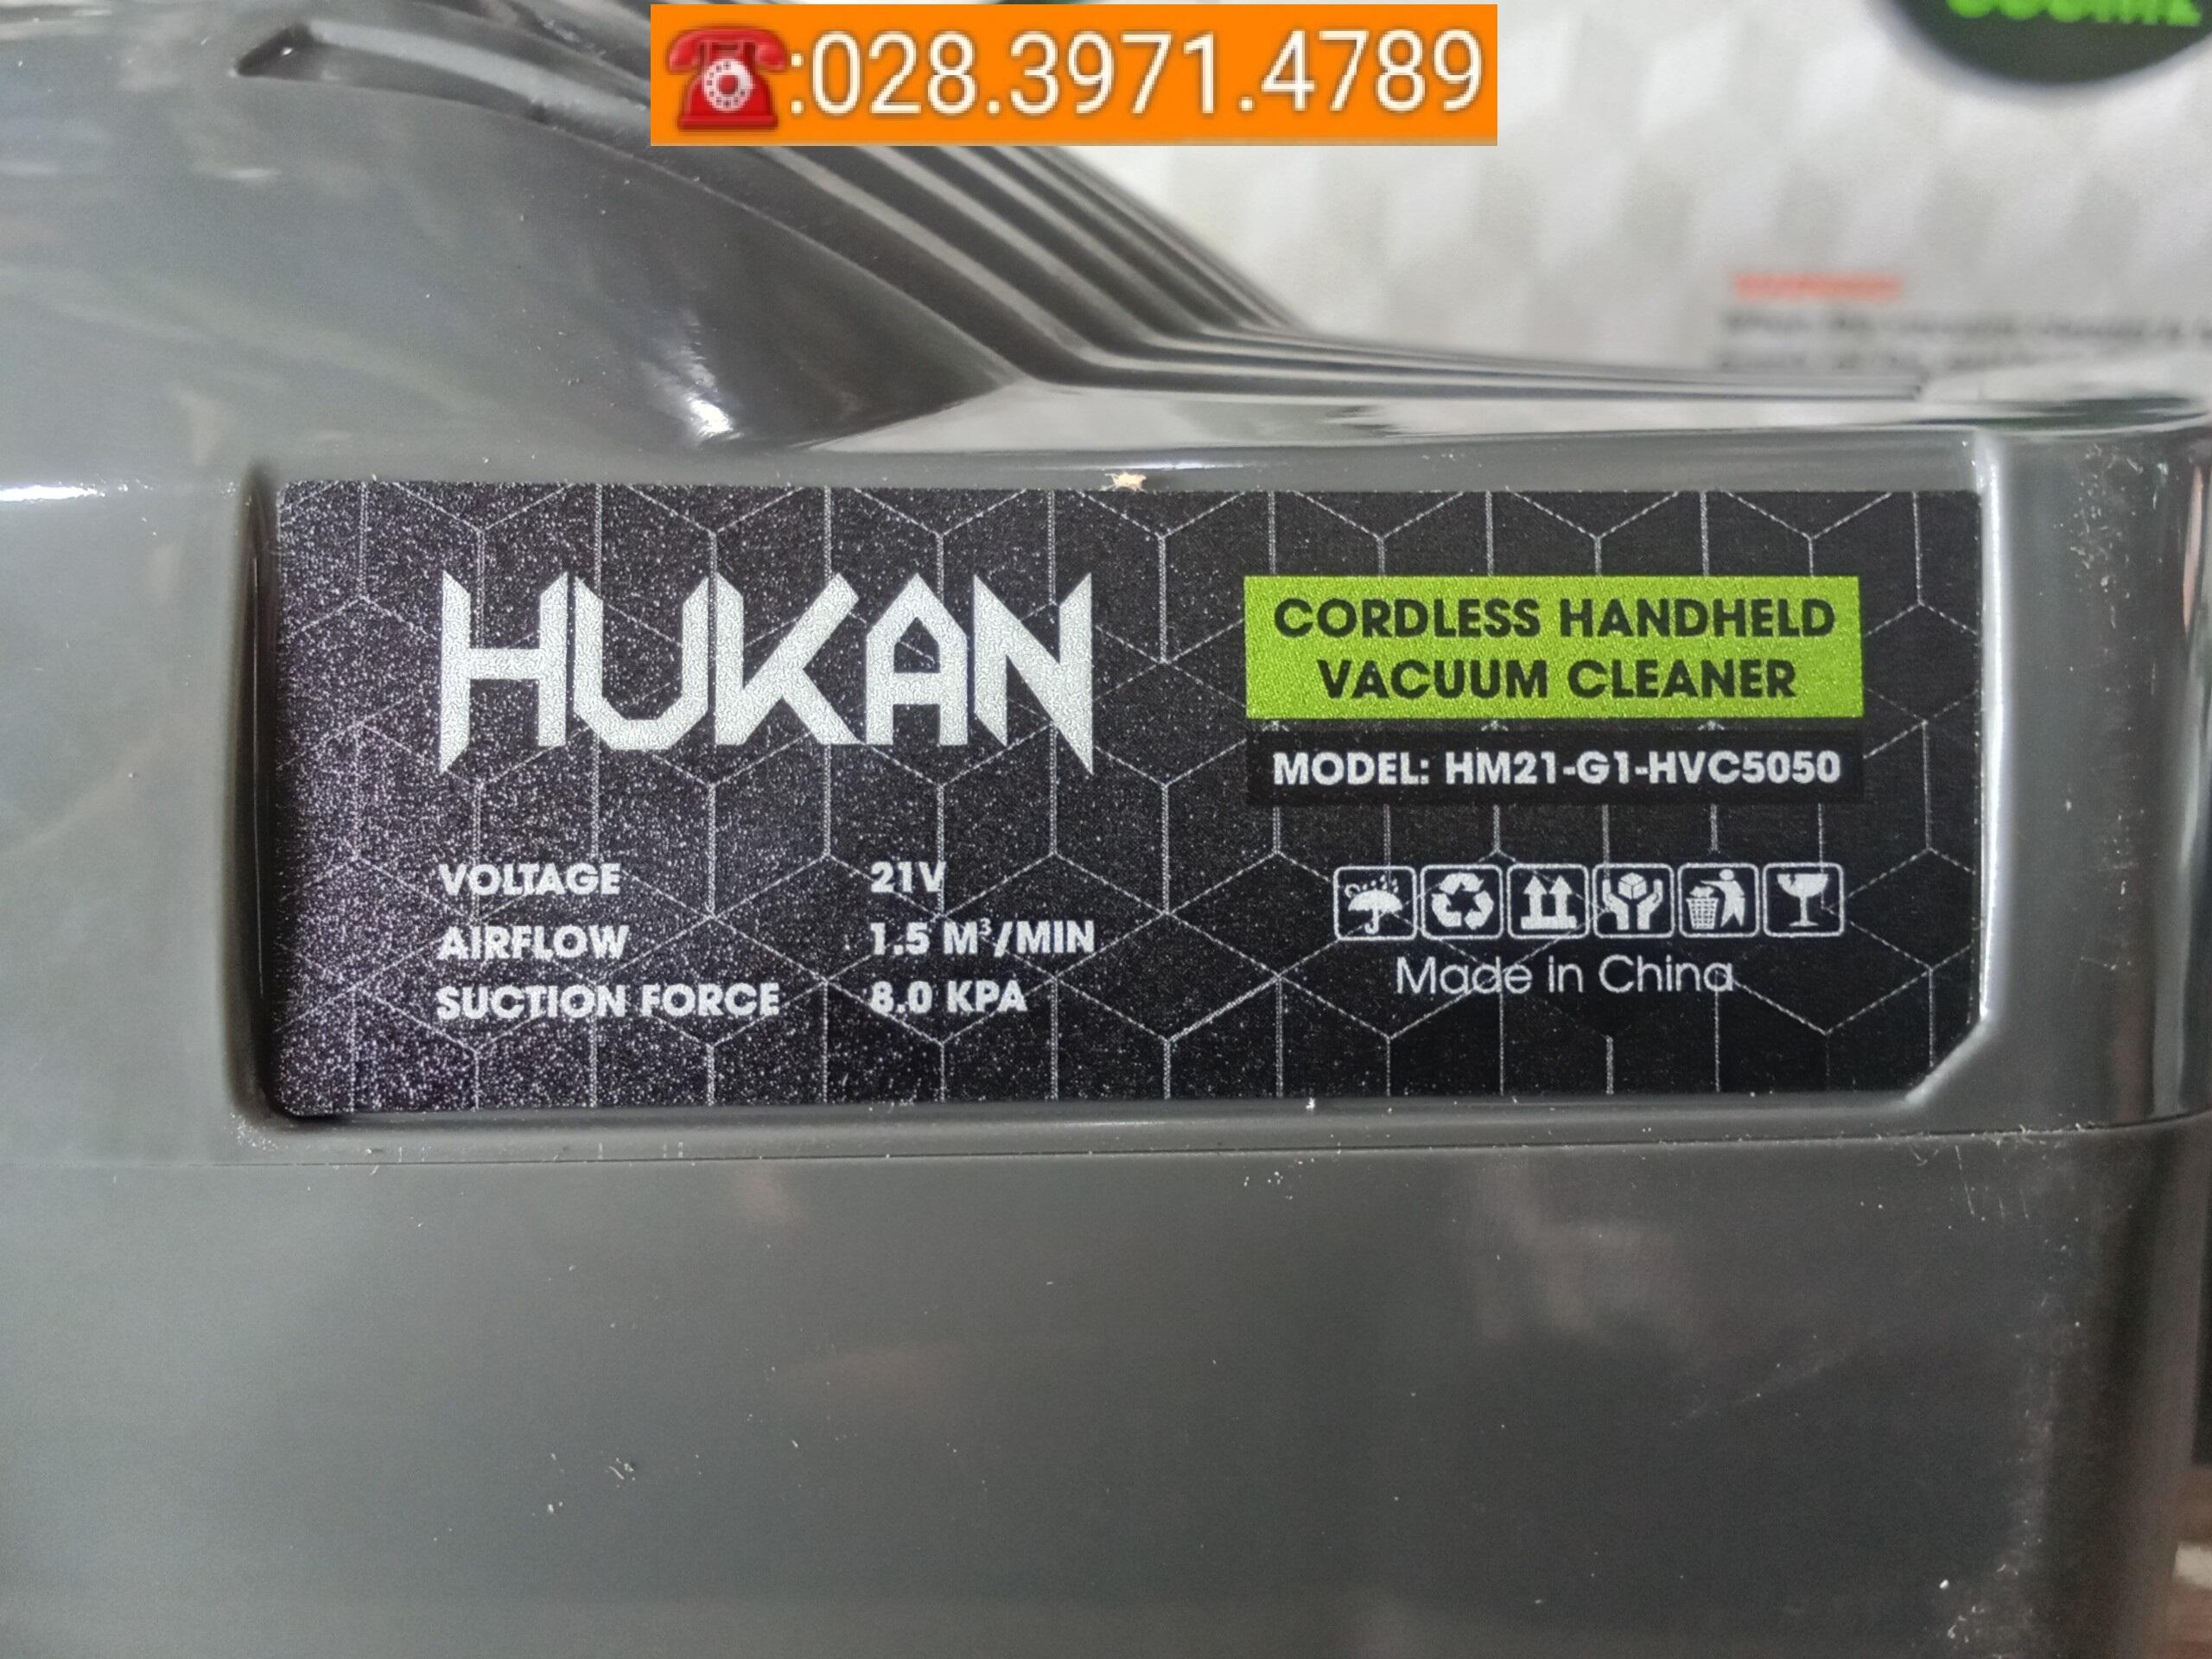 :028.3971.4789
HUKAN
CORDLESS HANDHELD
VACUUM CLEANER
MODEL: HM21-G1-HVC5050
VOLTAGE 21V
AIRFLOW 1.5 M³/MIN
SUCTION FORCE 8.0 KPA
Made in China